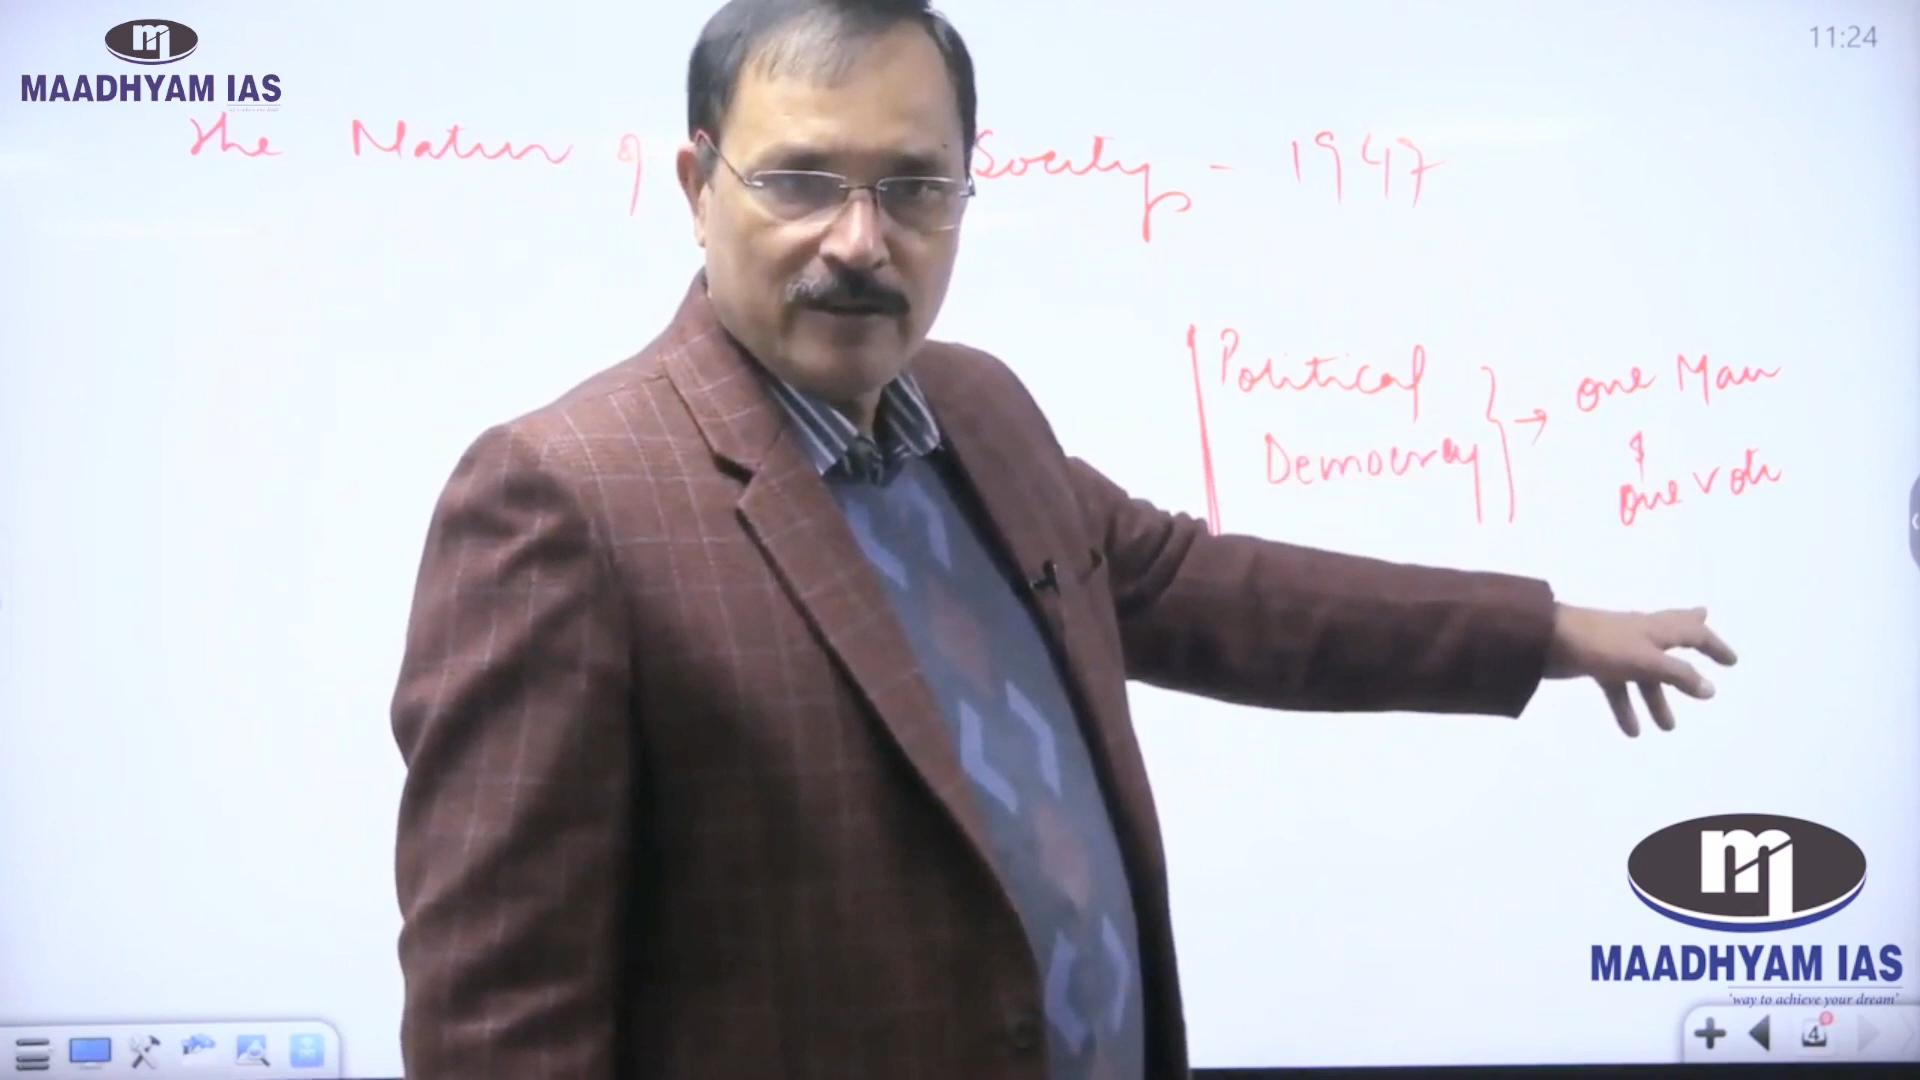 MAADHYAM IAS
11:24
The Nature of Society - 1947
Political
Democracy } → one Man
& one vote
MAADHYAM IAS
'way to achieve your dream'
4